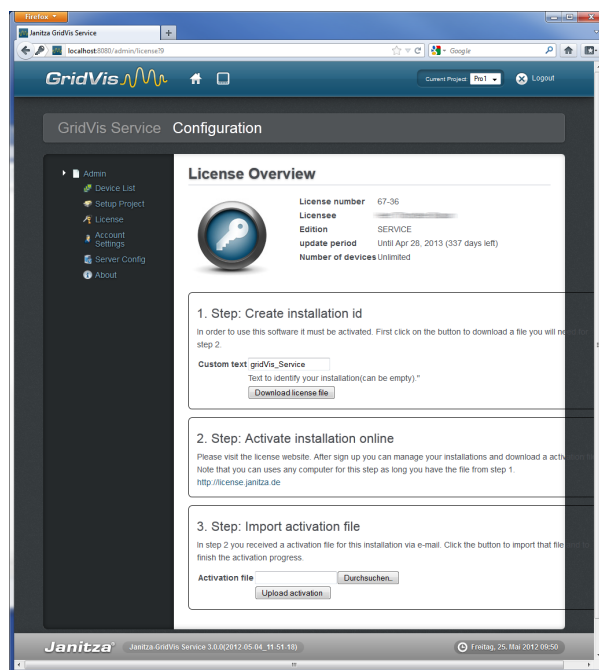 Firefox
Janitza GridVis Service
+
localhost:8080/admin/license?9
Google
GridVis
Current Project: Pro1
Logout
GridVis Service Configuration
Admin
Device List
Setup Project
License
Account
Settings
Server Config
About
License Overview
License number 67-36
Licensee
Edition SERVICE
update period Until Apr 28, 2013 (337 days left)
Number of devices Unlimited
1. Step: Create installation id
In order to use this software it must be activated. First click on the button to download a file you will need for
step 2.
Custom text gridVis_Service
Text to identify your installation(can be empty)."
Download license file
2. Step: Activate installation online
Please visit the license website. After sign up you can manage your installations and download a activation
Note that you can uses any computer for this step as long you have the file from step 1.
http://license.janitza.de
3. Step: Import activation file
In step 2 you received a activation file for this installation via e-mail. Click the button to import that file and to
finish the activation progress.
Activation file Durchsuchen..
Upload activation
Janitza® Janitza GridVis Service 3.0.0(2012-05-04_11-51-18) Freitag, 25. Mai 2012 09:50